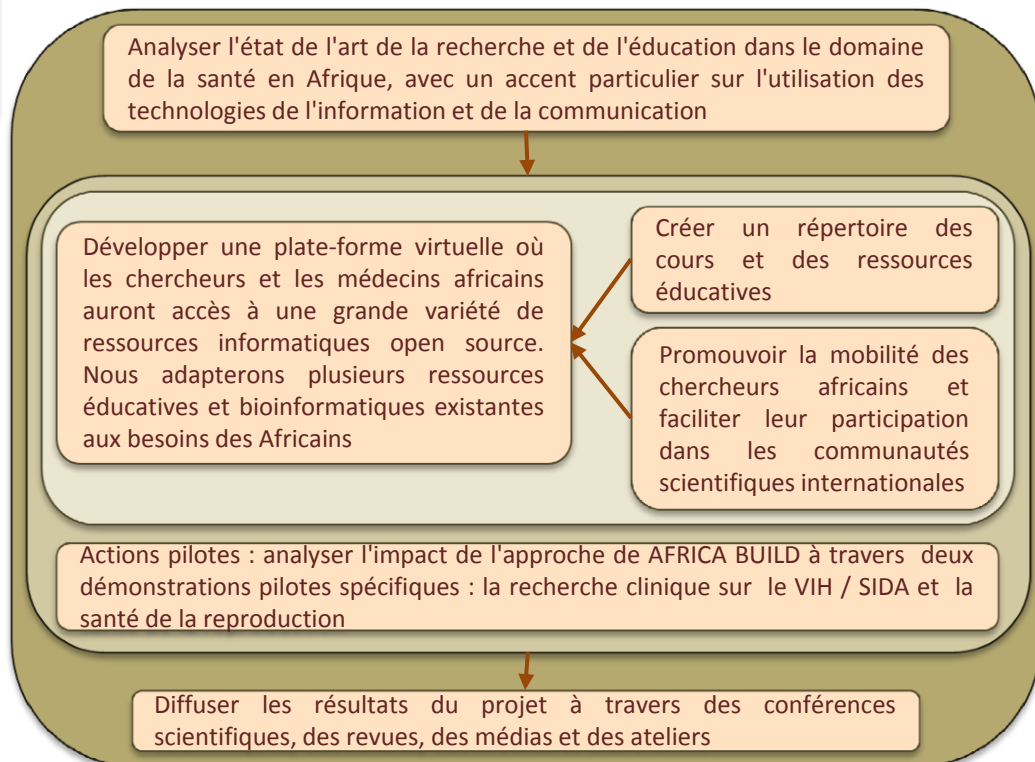 Analyser l'état de l'art de la recherche et de l'éducation dans le domaine
de la santé en Afrique, avec un accent particulier sur l'utilisation des
technologies de l'information et de la communication
Développer une plate-forme virtuelle où
les chercheurs et les médecins africains
auront accès à une grande variété de
ressources informatiques open source.
Nous adapterons plusieurs ressources
éducatives et bioinformatiques existantes
aux besoins des Africains
Créer un répertoire des
cours et des ressources
éducatives
Promouvoir la mobilité des
chercheurs africains et
faciliter leur participation
dans les communautés
scientifiques internationales
Actions pilotes : analyser l'impact de l'approche de AFRICA BUILD à travers deux
démonstrations pilotes spécifiques : la recherche clinique sur le VIH / SIDA et la
santé de la reproduction
Diffuser les résultats du projet à travers des conférences
scientifiques, des revues, des médias et des ateliers